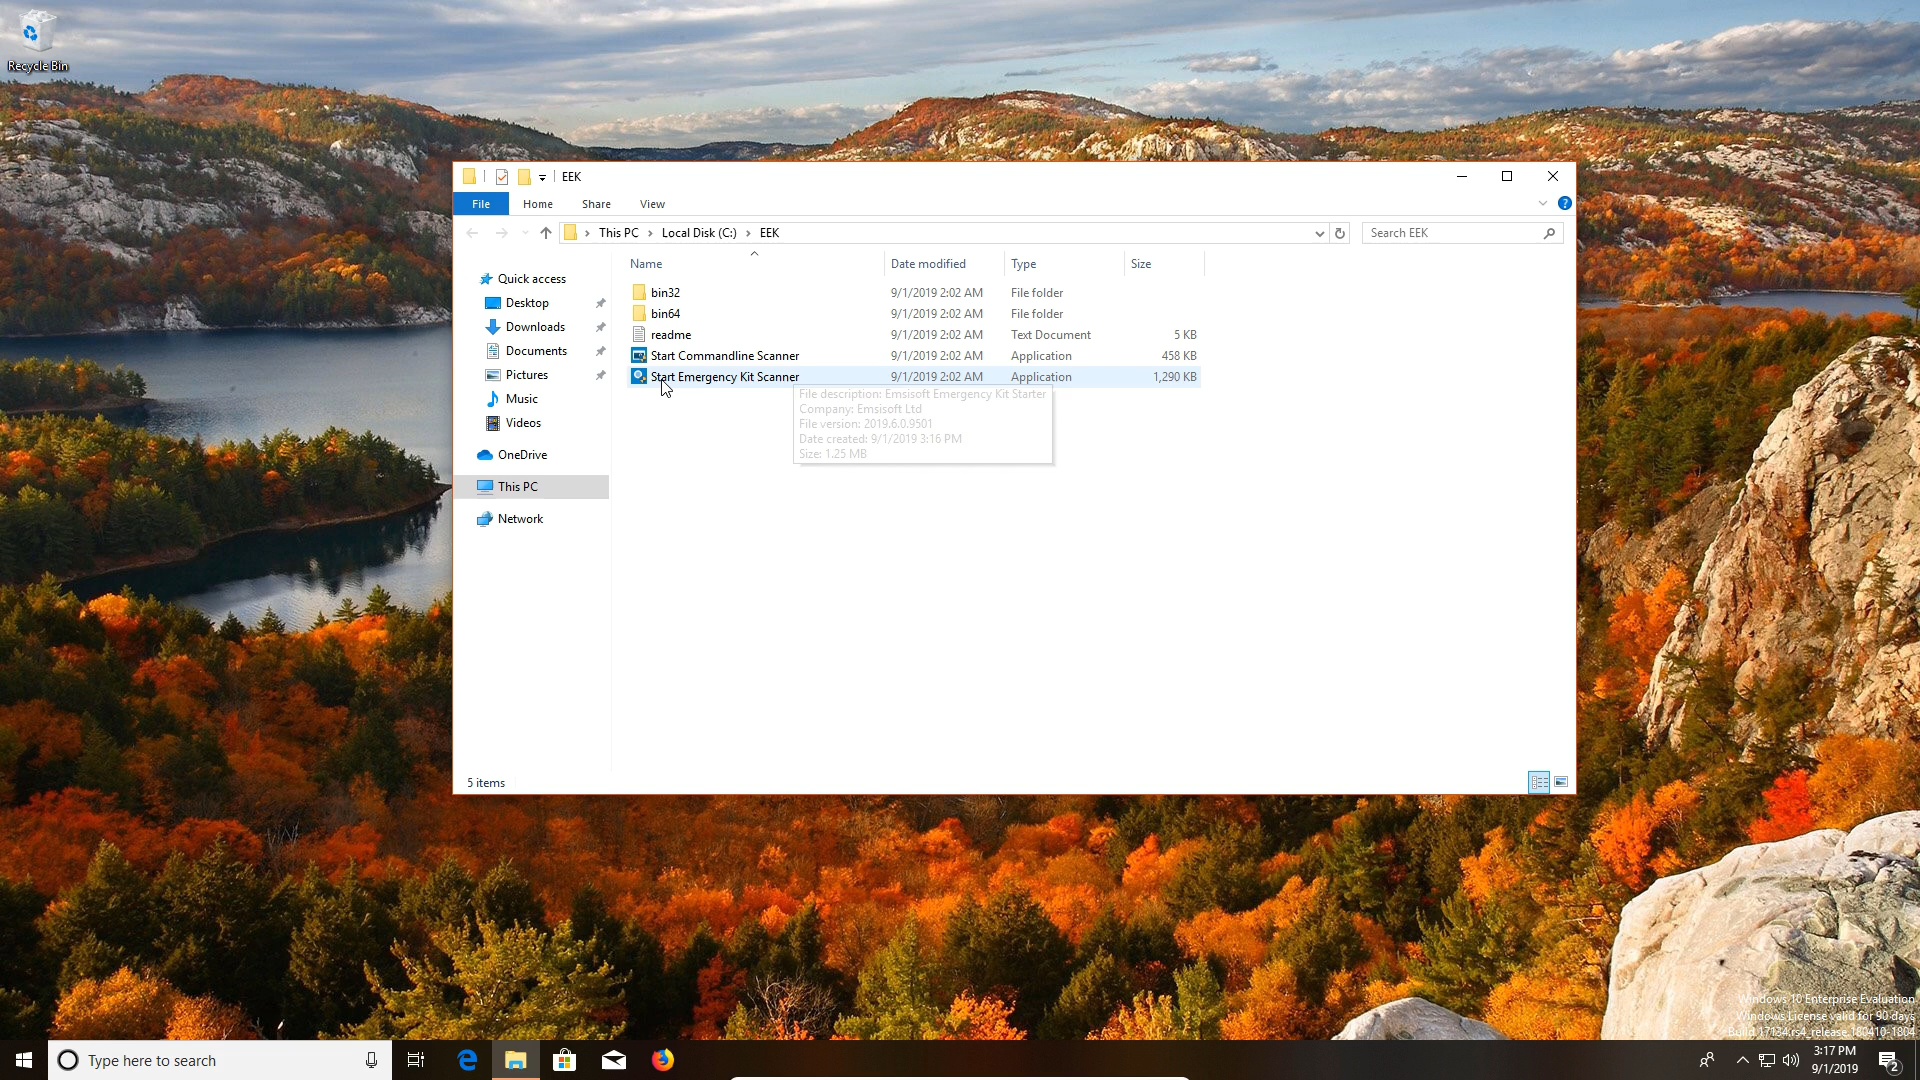 Recycle Bin
EEK
File Home Share View
This PC Local Disk (C:) EEK
Search EEK
Name Date modified Type Size
Quick access
Desktop
Downloads
Documents
Pictures
Music
Videos
OneDrive
This PC
Network
bin32 9/1/2019 2:02 AM File folder
bin64 9/1/2019 2:02 AM File folder
readme 9/1/2019 2:02 AM Text Document 5 KB
Start Commandline Scanner 9/1/2019 2:02 AM Application 458 KB
Start Emergency Kit Scanner 9/1/2019 2:02 AM Application 1,290 KB
File description: Emsisoft Emergency Kit Starter
Company: Emsisoft Ltd
File version: 2019.6.0.9501
Date created: 9/1/2019 3:16 PM
Size: 1.25 MB
5 items
Windows 10 Enterprise Evaluation
Windows License valid for 90 days
Build 17134.rs4_release.180410-1804
Type here to search
3:17 PM
9/1/2019
2